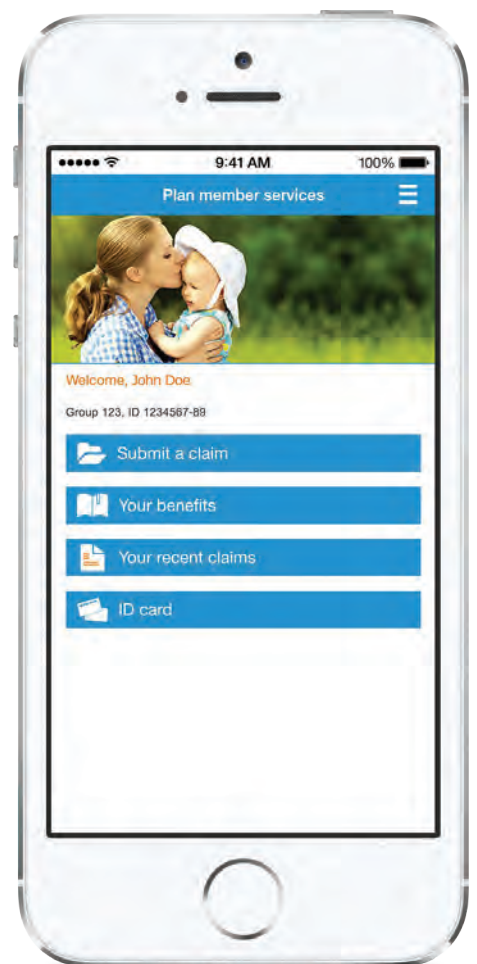 9:41 AM 100%
Plan member services
Welcome, John Doe
Group 123, ID 1234567-89
Submit a claim
Your benefits
Your recent claims
ID card